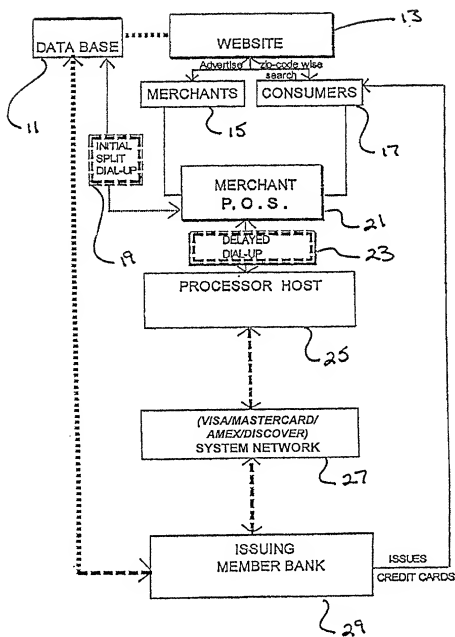 13
DATA BASE
WEBSITE
Advertise
zip-code wise
search
11
MERCHANTS
CONSUMERS
15
17
INITIAL
SPLIT
DIAL-UP
19
MERCHANT
P.O.S.
21
DELAYED
DIAL-UP
23
PROCESSOR HOST
25
(VISA/MASTERCARD/
AMEX/DISCOVER)
SYSTEM NETWORK
27
ISSUING
MEMBER BANK
ISSUES
CREDIT CARDS
29